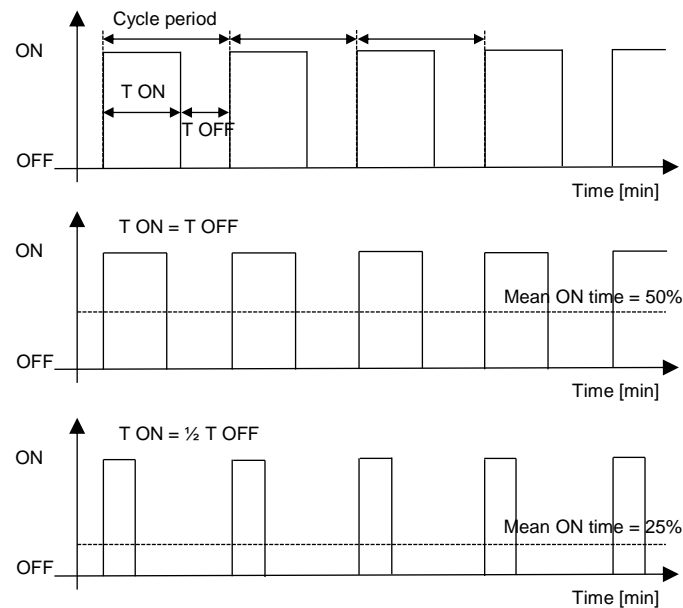 Cycle period
ON
T ON
T OFF
OFF
Time [min]
T ON = T OFF
ON
Mean ON time = 50%
OFF
Time [min]
T ON = ½ T OFF
ON
Mean ON time = 25%
OFF
Time [min]